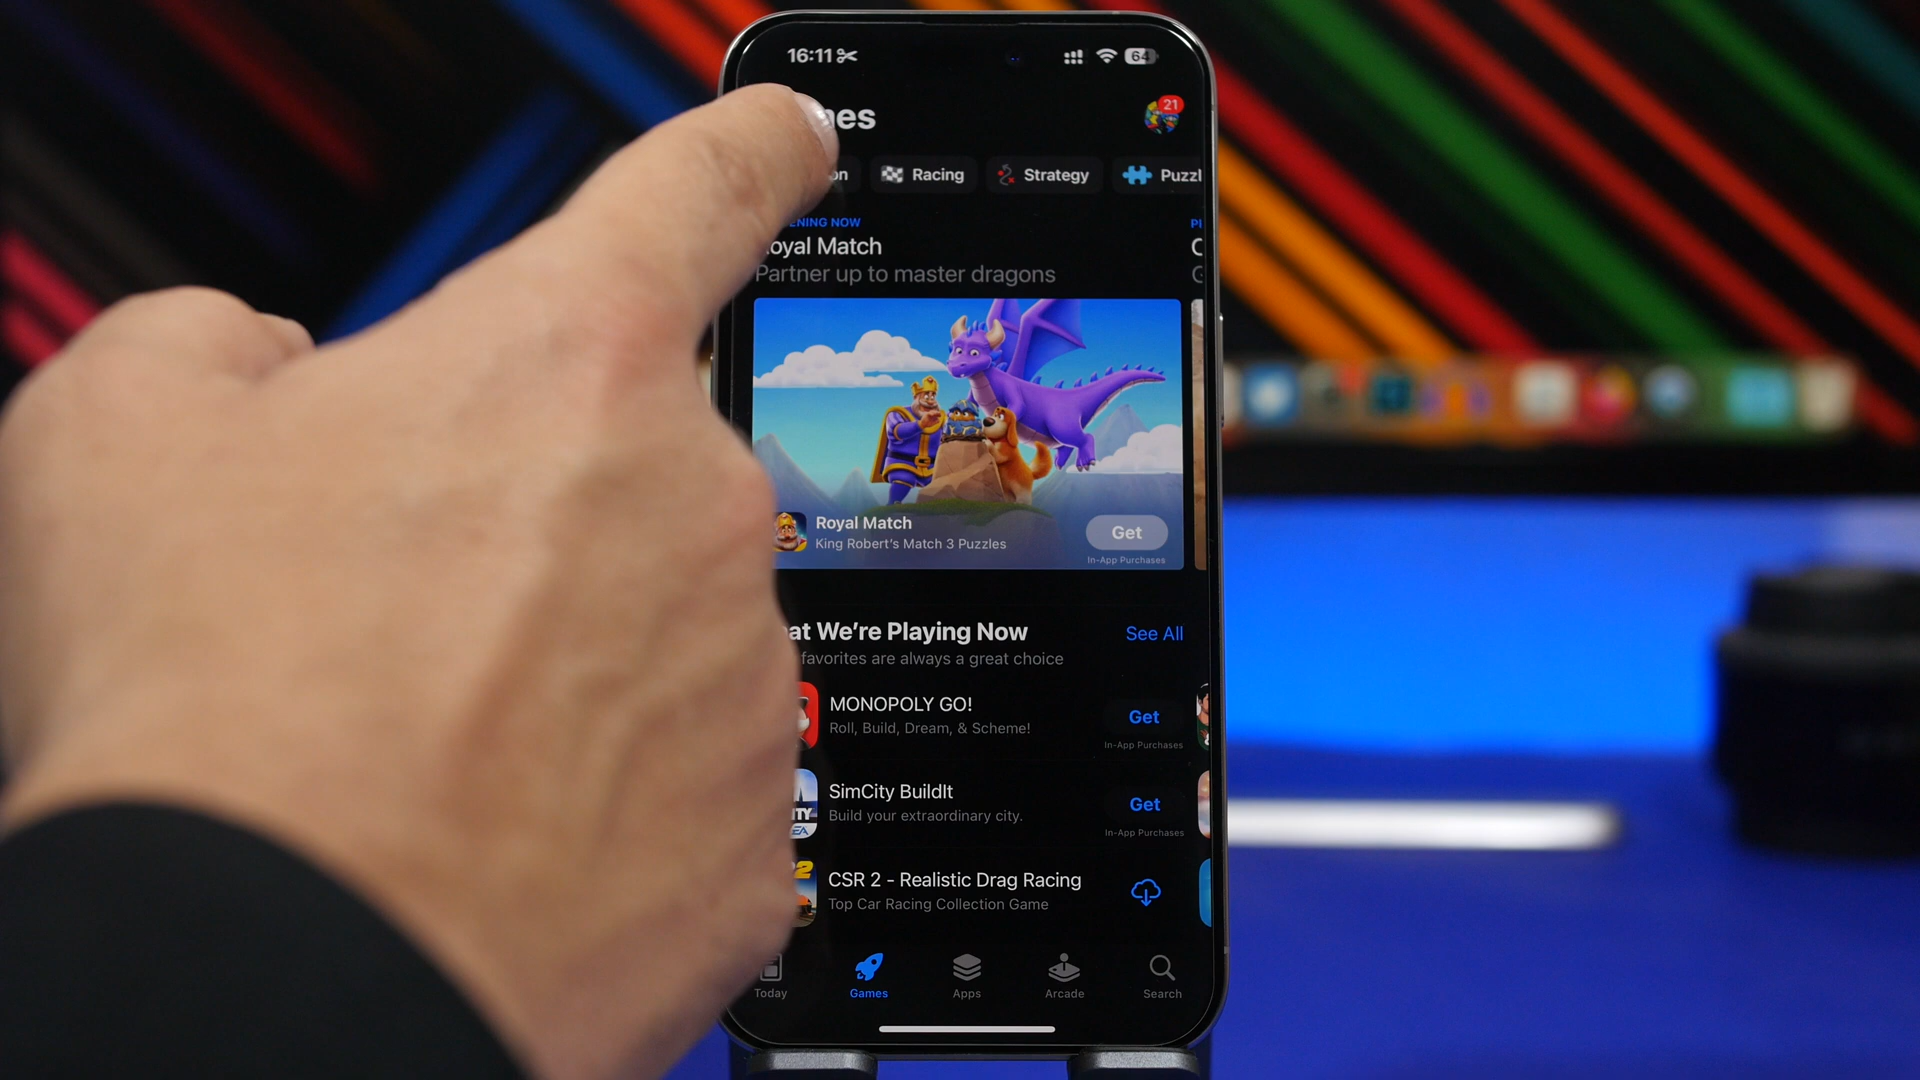 16:11
64
mes
21
on
Racing
Strategy
Puzzl
ENING NOW
oyal Match
Partner up to master dragons
Royal Match
King Robert's Match 3 Puzzles
Get
In-App Purchases
at We're Playing Now
See All
favorites are always a great choice
MONOPOLY GO!
Roll, Build, Dream, & Scheme!
Get
In-App Purchases
SimCity BuildIt
Build your extraordinary city.
Get
In-App Purchases
CSR 2 - Realistic Drag Racing
Top Car Racing Collection Game
Today
Games
Apps
Arcade
Search